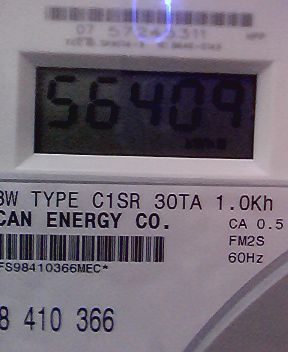 56409
3W TYPE C1SR 30TA 1.0Kh
CAN ENERGY CO.
CA 0.5
FM2S
60Hz
FS98410366MEC*
8 410 366